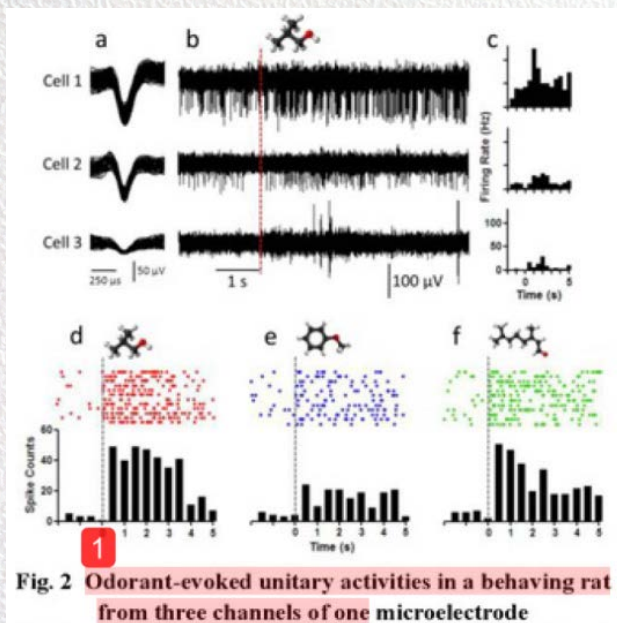 a b c
Cell 1
Cell 2
Cell 3
250 μs 50 μV
1 s 100 μV
Firing Rate (Hz)
100
50
0
0 5
Time (s)
d e f
Spike Counts
60
40
20
0
0 1 2 3 4 5 0 1 2 3 4 5 0 1 2 3 4 5
Time (s)
1
Fig. 2 Odorant-evoked unitary activities in a behaving rat
from three channels of one microelectrode